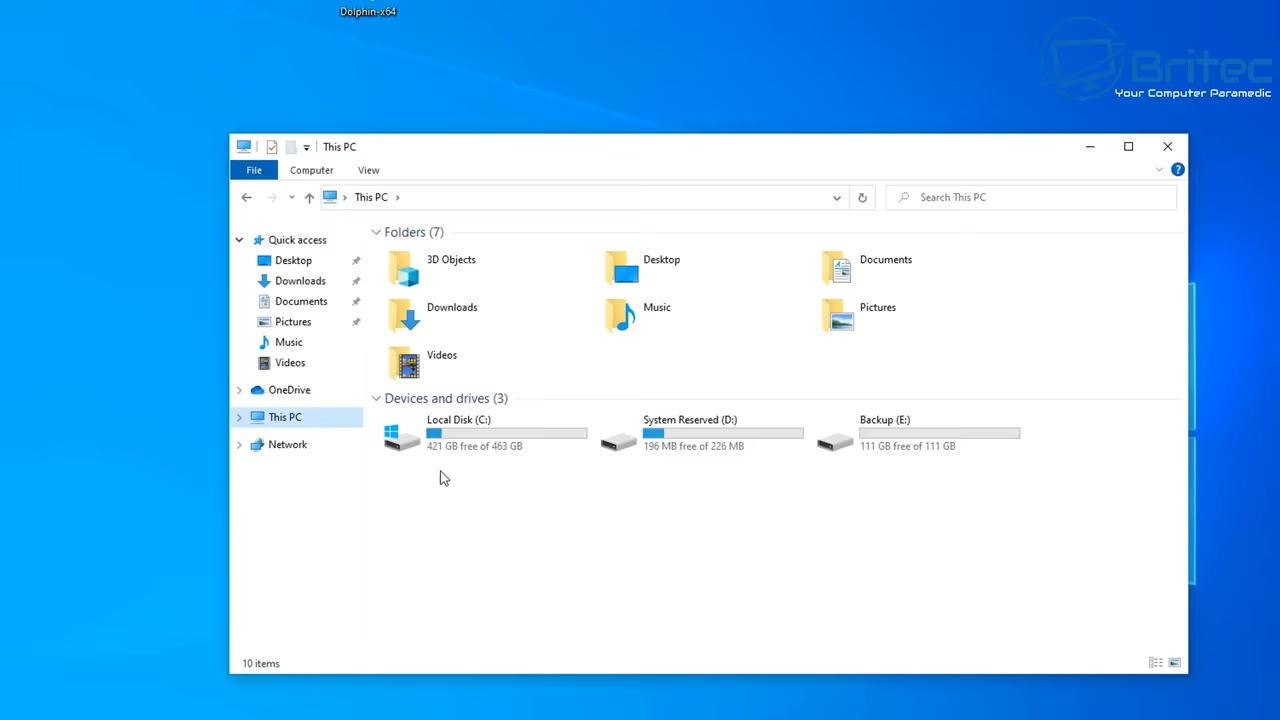 Dolphin-x64
Britec
Your Computer Paramedic
This PC
File Computer View
This PC
Search This PC
Quick access
Desktop
Downloads
Documents
Pictures
Music
Videos
OneDrive
This PC
Network
Folders (7)
3D Objects
Desktop
Documents
Downloads
Music
Pictures
Videos
Devices and drives (3)
Local Disk (C:)
421 GB free of 463 GB
System Reserved (D:)
196 MB free of 226 MB
Backup (E:)
111 GB free of 111 GB
10 items